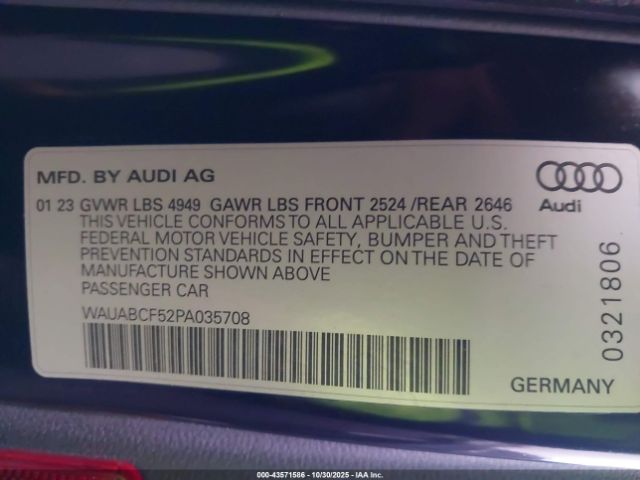 MFD. BY AUDI AG
01 23 GVWR LBS 4949 GAWR LBS FRONT 2524 /REAR 2646
THIS VEHICLE CONFORMS TO ALL APPLICABLE U.S.
FEDERAL MOTOR VEHICLE SAFETY, BUMPER AND THEFT
PREVENTION STANDARDS IN EFFECT ON THE DATE OF
MANUFACTURE SHOWN ABOVE
PASSENGER CAR
WAUABCF52PA035708
Audi
0321806
GERMANY
000-43571586 - 10/30/2025 - IAA Inc.